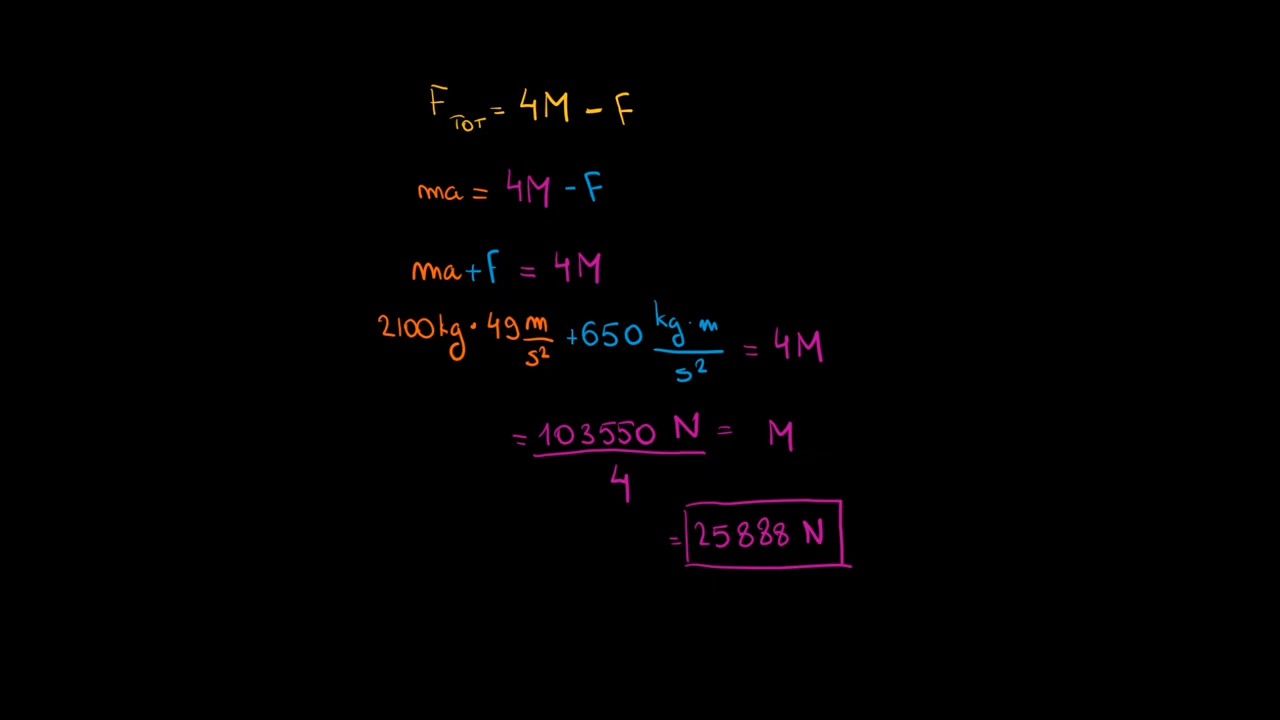 F_TOT = 4M - F
ma = 4M - F
ma + F = 4M
2100kg · 49 m/s² + 650 kg·m/s² = 4M
= 103550 N / 4 = M
= 25888 N